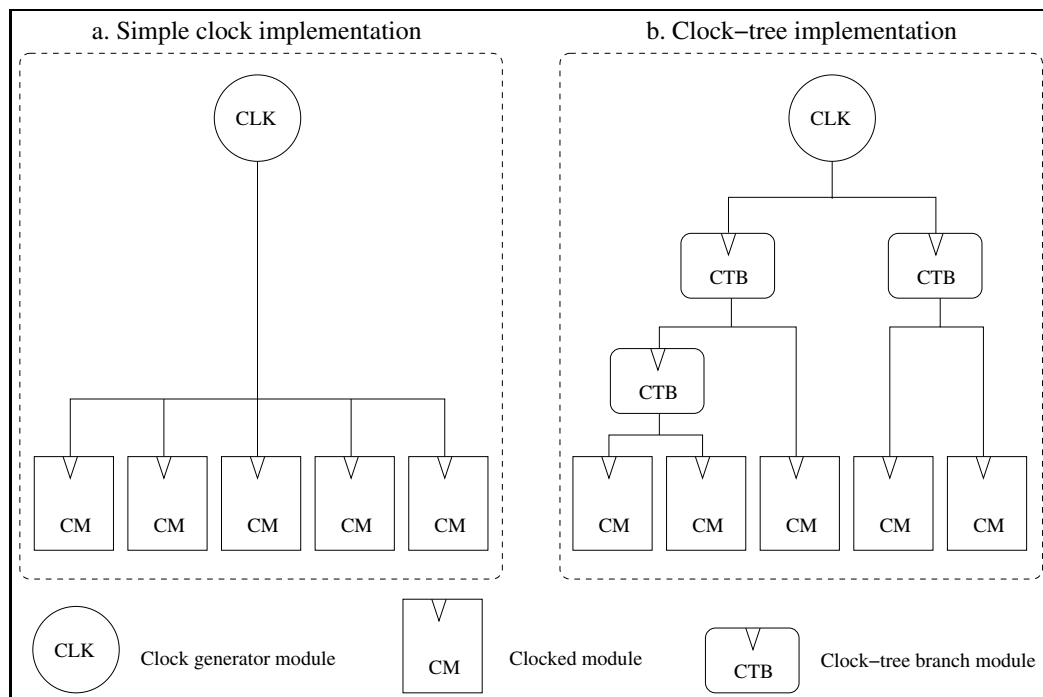 a. Simple clock implementation
CLK
CM CM CM CM CM
b. Clock−tree implementation
CLK
CTB CTB
CTB
CM CM CM CM CM
CLK Clock generator module
CM Clocked module
CTB Clock−tree branch module